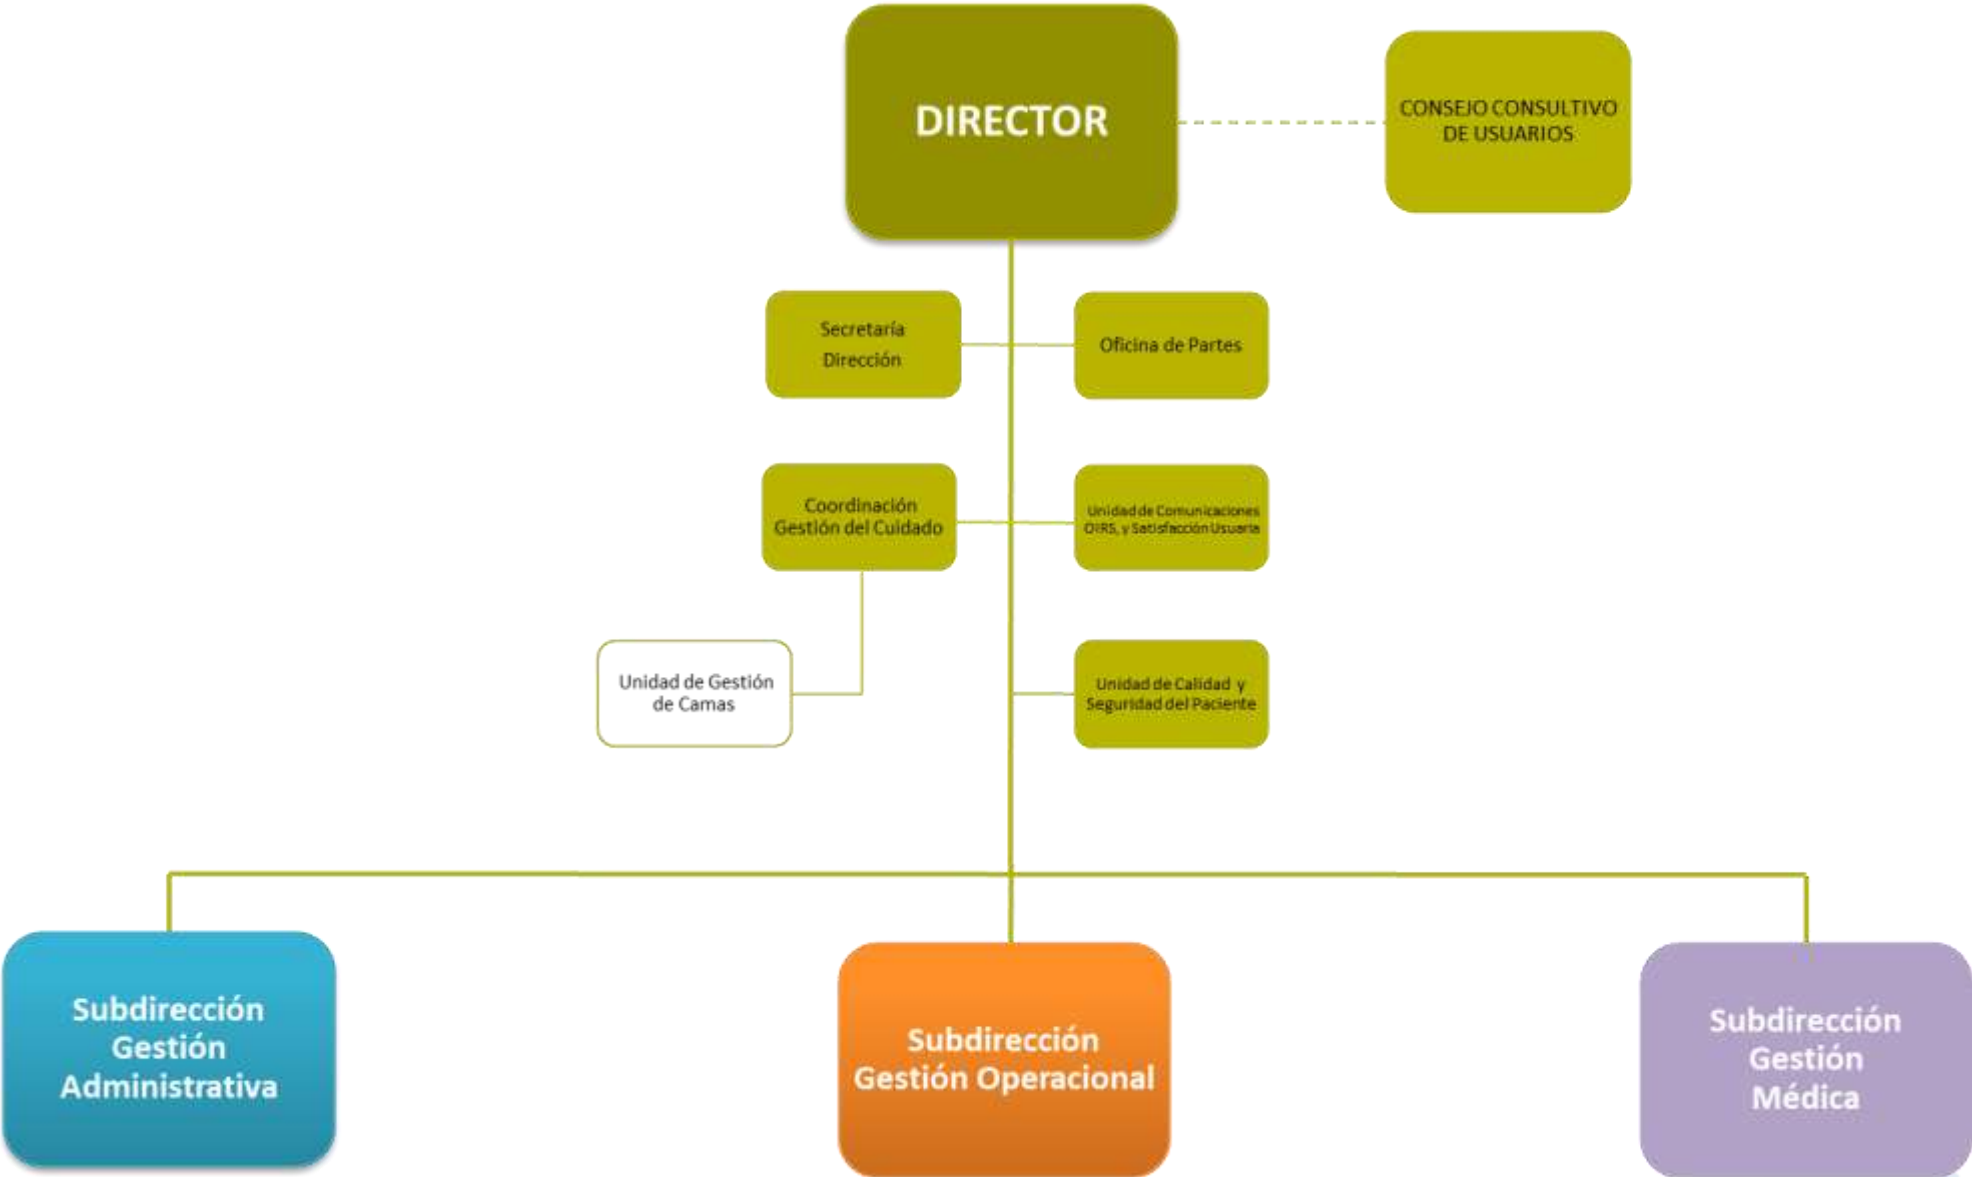 DIRECTOR
CONSEJO CONSULTIVO
DE USUARIOS
Secretaría
Dirección
Oficina de Partes
Coordinación
Gestión del Cuidado
Unidad de Comunicaciones
OIRS, y Satisfacción Usuaria
Unidad de Gestión
de Camas
Unidad de Calidad y
Seguridad del Paciente
Subdirección
Gestión
Administrativa
Subdirección
Gestión Operacional
Subdirección
Gestión
Médica